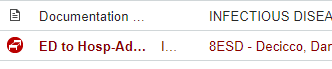 Documentation ... INFECTIOUS DISEA
ED to Hosp-Ad... I... 8ESD - Decicco, Dar